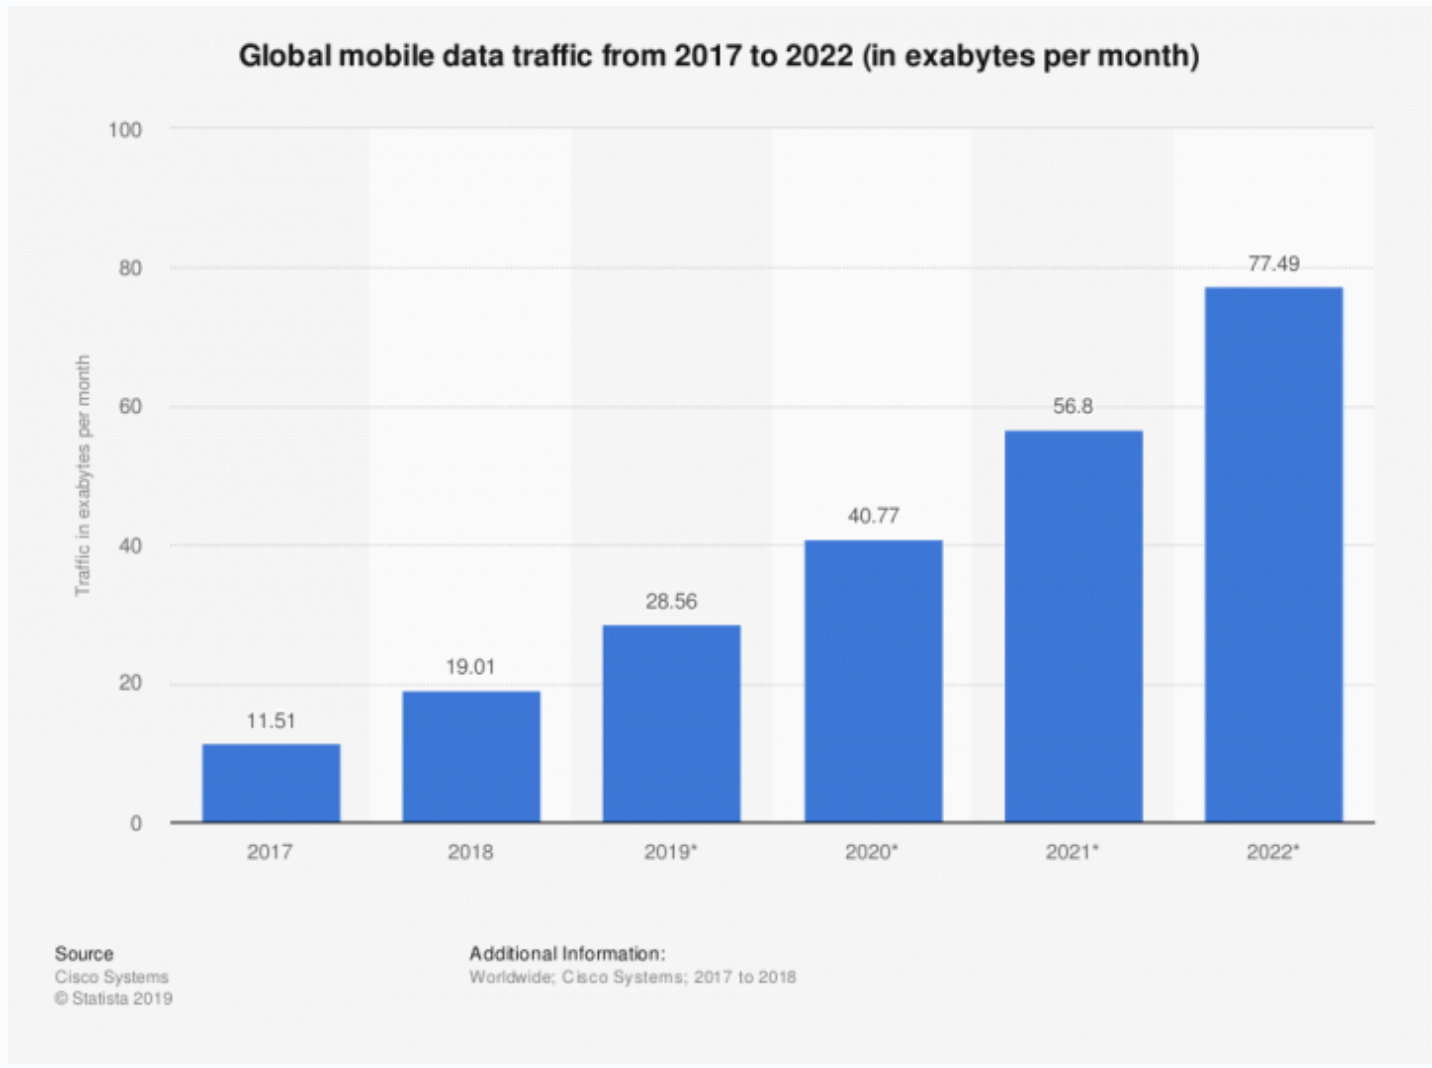 Global mobile data traffic from 2017 to 2022 (in exabytes per month)
Traffic in exabytes per month
100
80
60
40
20
0
11.51
19.01
28.56
40.77
56.8
77.49
2017
2018
2019*
2020*
2021*
2022*
Source
Cisco Systems
© Statista 2019
Additional Information:
Worldwide; Cisco Systems; 2017 to 2018